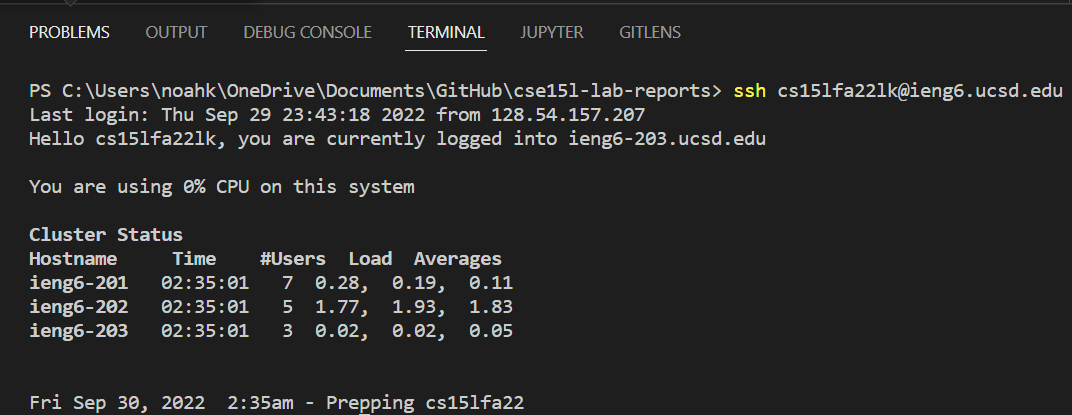 PROBLEMS OUTPUT DEBUG CONSOLE TERMINAL JUPYTER GITLENS
PS C:\Users\noahk\OneDrive\Documents\GitHub\cse15l-lab-reports> ssh cs15lfa22lk@ieng6.ucsd.edu
Last login: Thu Sep 29 23:43:18 2022 from 128.54.157.207
Hello cs15lfa22lk, you are currently logged into ieng6-203.ucsd.edu
You are using 0% CPU on this system
Cluster Status
Hostname     Time    #Users  Load  Averages
ieng6-201   02:35:01   7  0.28,  0.19,  0.11
ieng6-202   02:35:01   5  1.77,  1.93,  1.83
ieng6-203   02:35:01   3  0.02,  0.02,  0.05
Fri Sep 30, 2022  2:35am - Prepping cs15lfa22